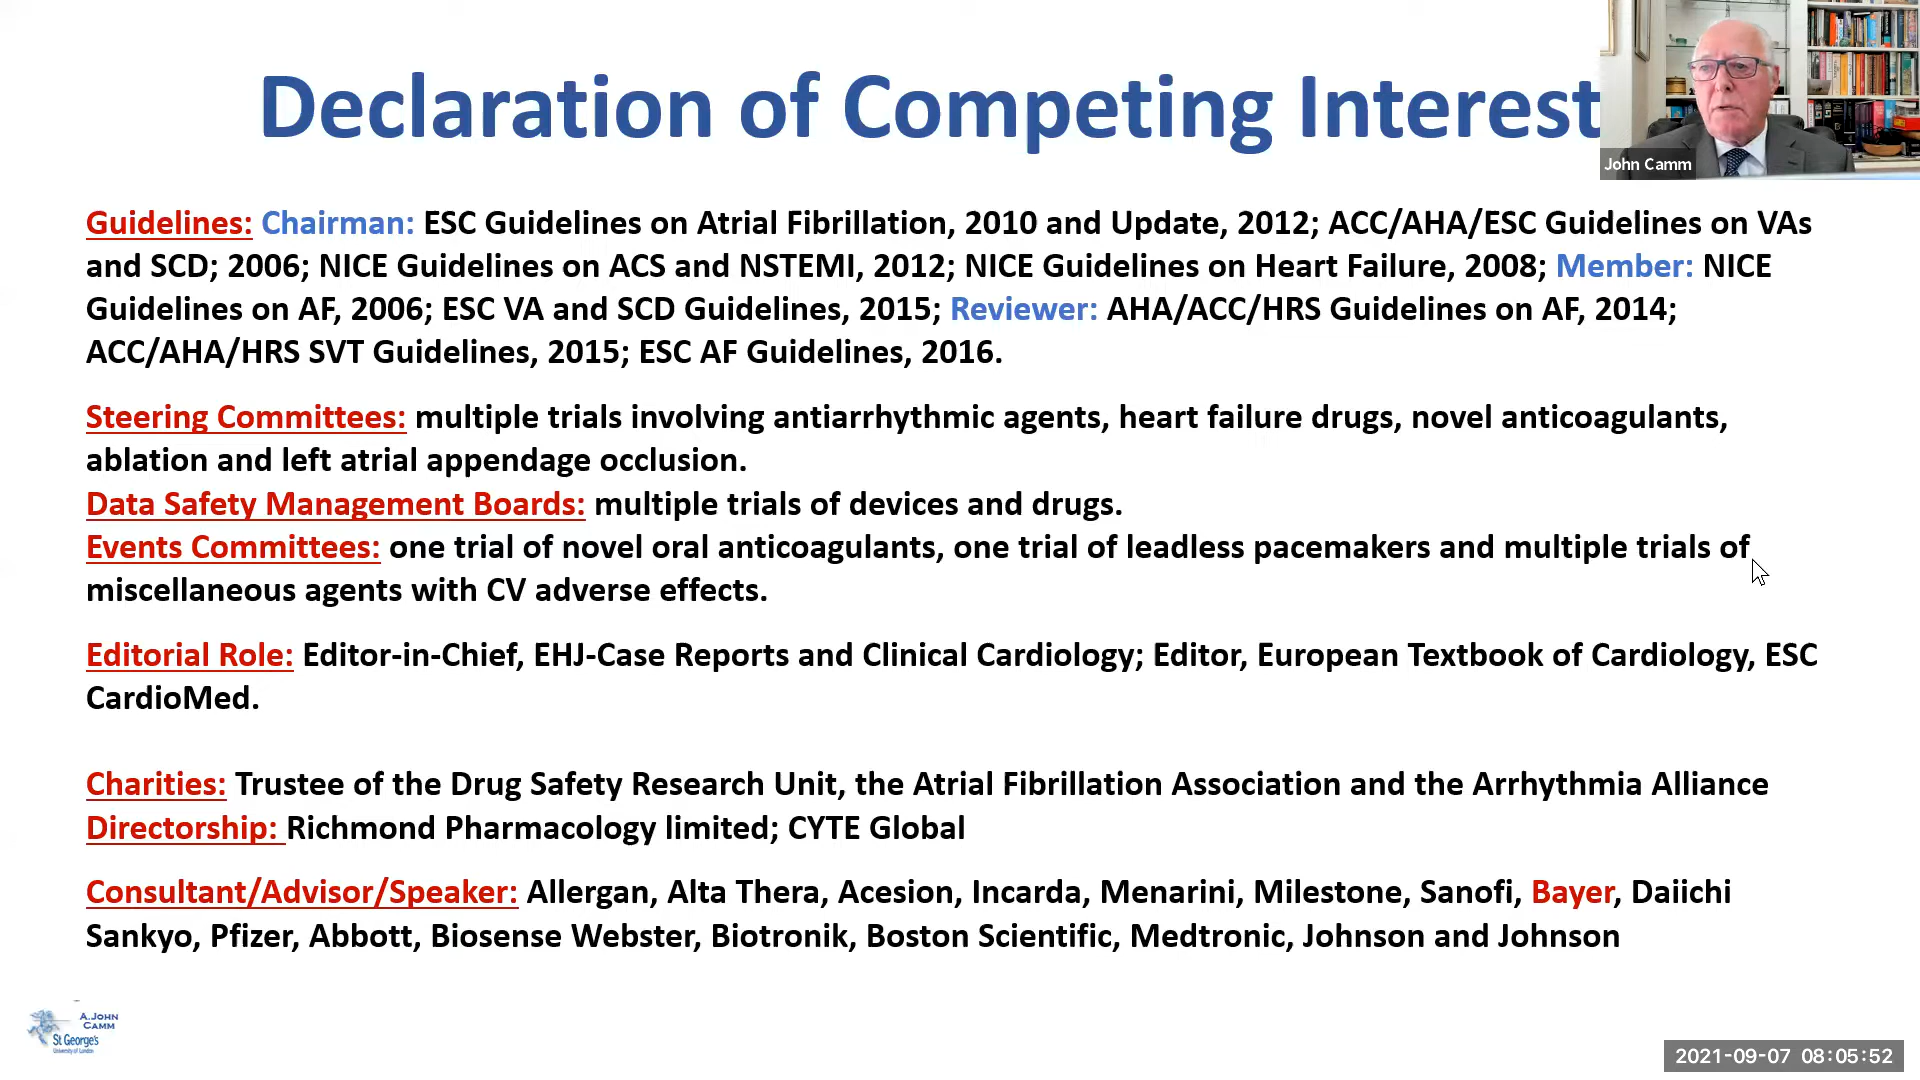 Declaration of Competing Interest
John Camm
Guidelines: Chairman: ESC Guidelines on Atrial Fibrillation, 2010 and Update, 2012; ACC/AHA/ESC Guidelines on VAs
and SCD; 2006; NICE Guidelines on ACS and NSTEMI, 2012; NICE Guidelines on Heart Failure, 2008; Member: NICE
Guidelines on AF, 2006; ESC VA and SCD Guidelines, 2015; Reviewer: AHA/ACC/HRS Guidelines on AF, 2014;
ACC/AHA/HRS SVT Guidelines, 2015; ESC AF Guidelines, 2016.
Steering Committees: multiple trials involving antiarrhythmic agents, heart failure drugs, novel anticoagulants,
ablation and left atrial appendage occlusion.
Data Safety Management Boards: multiple trials of devices and drugs.
Events Committees: one trial of novel oral anticoagulants, one trial of leadless pacemakers and multiple trials of
miscellaneous agents with CV adverse effects.
Editorial Role: Editor-in-Chief, EHJ-Case Reports and Clinical Cardiology; Editor, European Textbook of Cardiology, ESC
CardioMed.
Charities: Trustee of the Drug Safety Research Unit, the Atrial Fibrillation Association and the Arrhythmia Alliance
Directorship: Richmond Pharmacology limited; CYTE Global
Consultant/Advisor/Speaker: Allergan, Alta Thera, Acesion, Incarda, Menarini, Milestone, Sanofi, Bayer, Daiichi
Sankyo, Pfizer, Abbott, Biosense Webster, Biotronik, Boston Scientific, Medtronic, Johnson and Johnson
A.JOHN
CAMM
St George's
University of London
2021-09-07 08:05:52